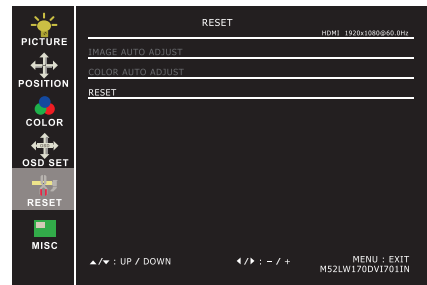 PICTURE
POSITION
COLOR
OSD SET
RESET
MISC
RESET
HDMI 1920x1080@60.0Hz
IMAGE AUTO ADJUST
COLOR AUTO ADJUST
RESET
▲/▼ : UP / DOWN
◀/▶ : – / +
MENU : EXIT
M52LW170DVI701IN